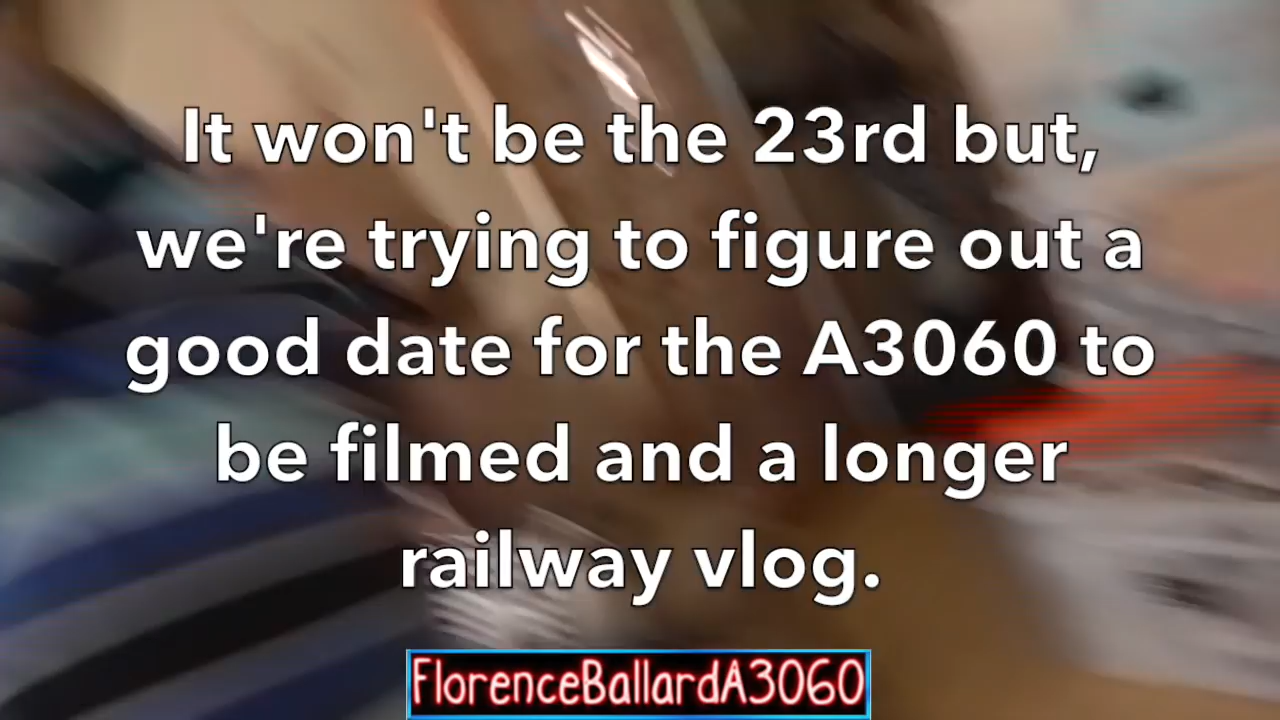 It won't be the 23rd but,
we're trying to figure out a
good date for the A3060 to
be filmed and a longer
railway vlog.
FlorenceBallardA3060